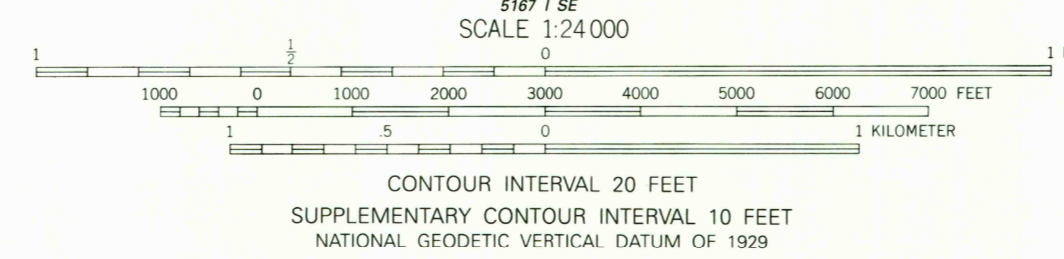 5167 I SE
SCALE 1:24 000
1 1/2 0 1
1000 0 1000 2000 3000 4000 5000 6000 7000 FEET
1 .5 0 1 KILOMETER
CONTOUR INTERVAL 20 FEET
SUPPLEMENTARY CONTOUR INTERVAL 10 FEET
NATIONAL GEODETIC VERTICAL DATUM OF 1929